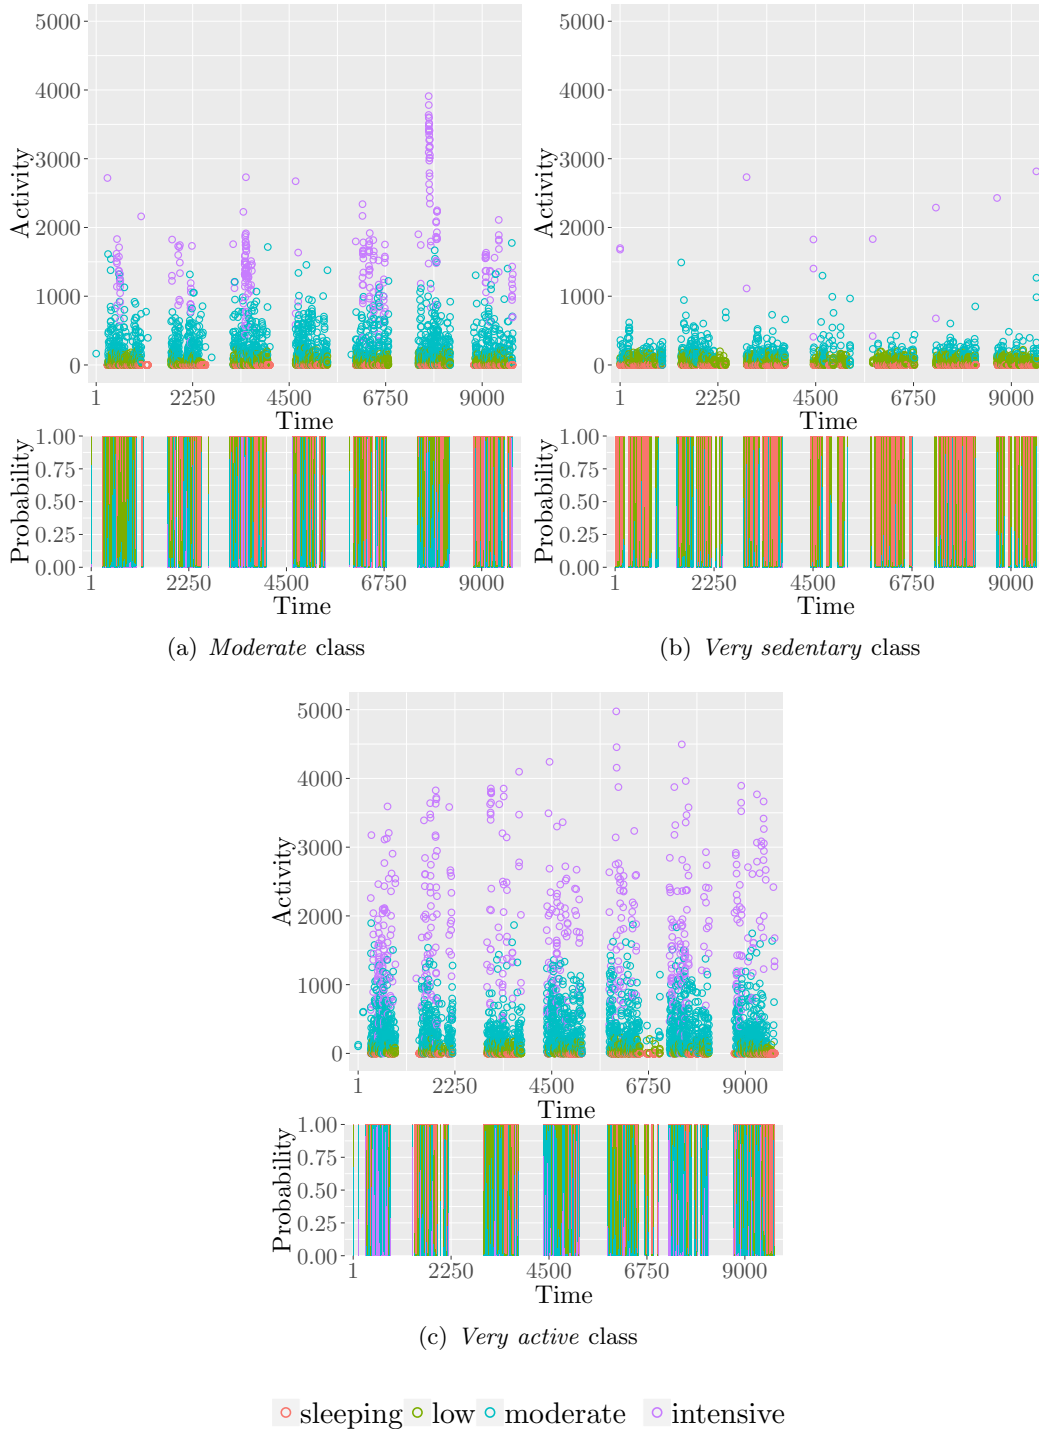 5000
4000
3000
2000
1000
0
Activity
1 2250 4500 6750 9000
Time
1.00
0.75
0.50
0.25
0.00
Probability
1 2250 4500 6750 9000
Time
(a) Moderate class
5000
4000
3000
2000
1000
0
Activity
1 2250 4500 6750 9000
Time
1.00
0.75
0.50
0.25
0.00
Probability
1 2250 4500 6750 9000
Time
(b) Very sedentary class
5000
4000
3000
2000
1000
0
Activity
1 2250 4500 6750 9000
Time
1.00
0.75
0.50
0.25
0.00
Probability
1 2250 4500 6750 9000
Time
(c) Very active class
sleeping low moderate intensive